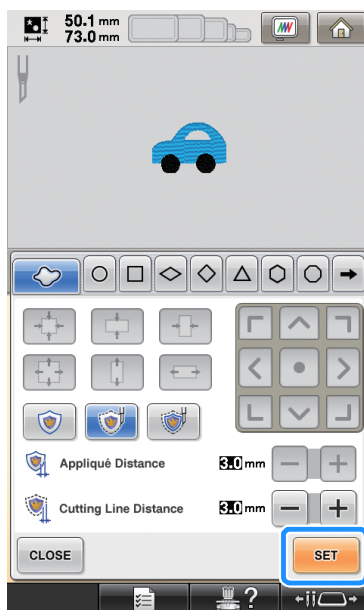 50.1 mm
73.0 mm
Appliqué Distance 3.0 mm
Cutting Line Distance 3.0 mm
CLOSE
SET
?